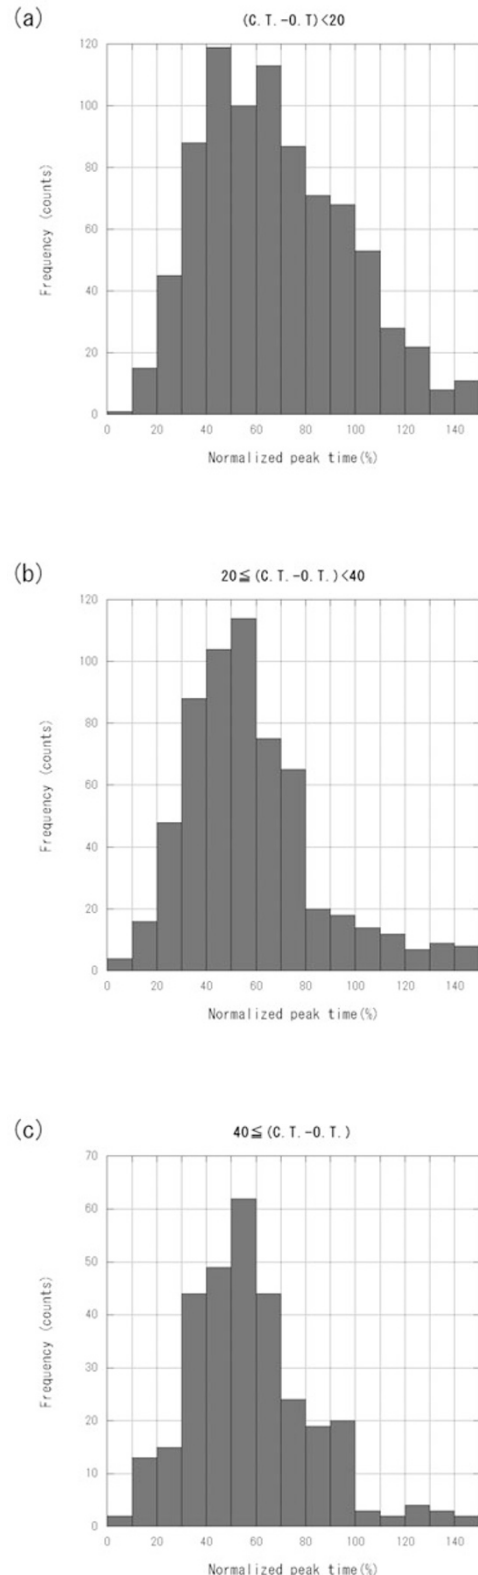 (a)
(C.T.-O.T)<20
Frequency (counts)
120
100
80
60
40
20
0
0 20 40 60 80 100 120 140
Normalized peak time(%)
(b)
20≦(C.T.-O.T.)<40
Frequency (counts)
120
100
80
60
40
20
0
0 20 40 60 80 100 120 140
Normalized peak time(%)
(c)
40≦(C.T.-O.T.)
Frequency (counts)
70
60
50
40
30
20
10
0
0 20 40 60 80 100 120 140
Normalized peak time(%)